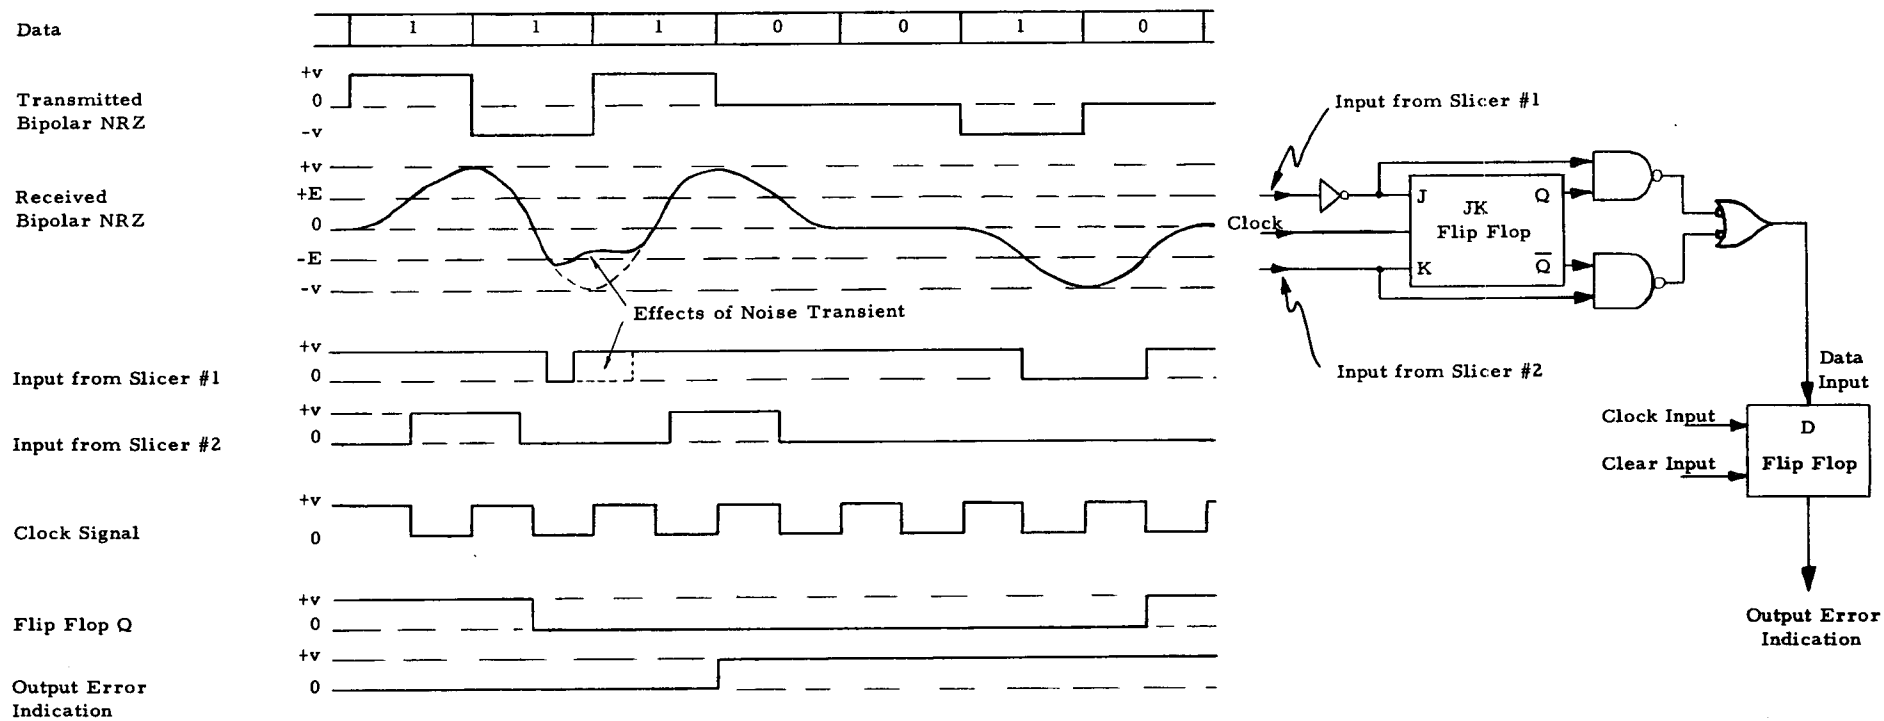 Data
1 1 1 0 0 1 0
Transmitted
Bipolar NRZ
+v
0
-v
Received
Bipolar NRZ
+v
+E
0
-E
-v
Effects of Noise Transient
Input from Slicer #1
+v
0
Input from Slicer #2
+v
0
Clock Signal
+v
0
Flip Flop Q
+v
0
Output Error
Indication
+v
0
Input from Slicer #1
Clock
J
Q
JK
Flip Flop
K
Q
Input from Slicer #2
Data
Input
Clock Input
Clear Input
D
Flip Flop
Output Error
Indication